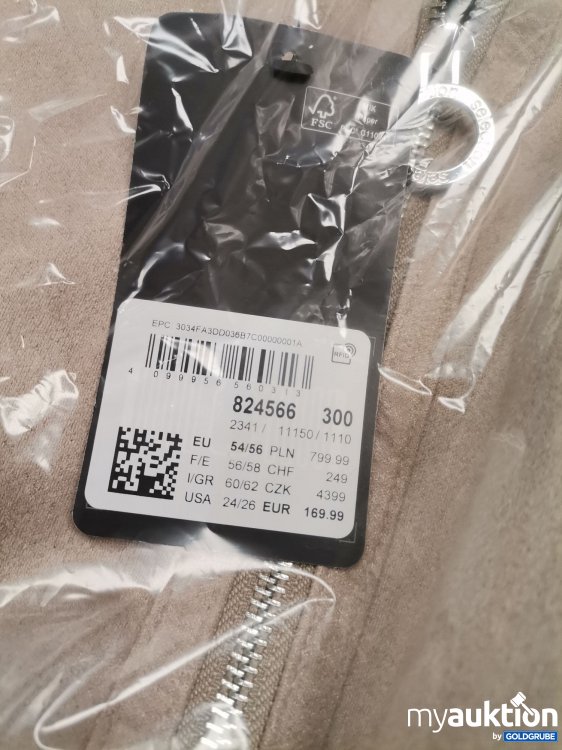 FSC
EPC 3034FA3DD036B7C00000001A
RFID
4 099956 560313
824566 300
2341 / 11150 / 1110
EU 54/56 PLN 799.99
F/E 56/58 CHF 249
I/GR 60/62 CZK 4399
USA 24/26 EUR 169.99
myauktion
by GOLDGRUBE